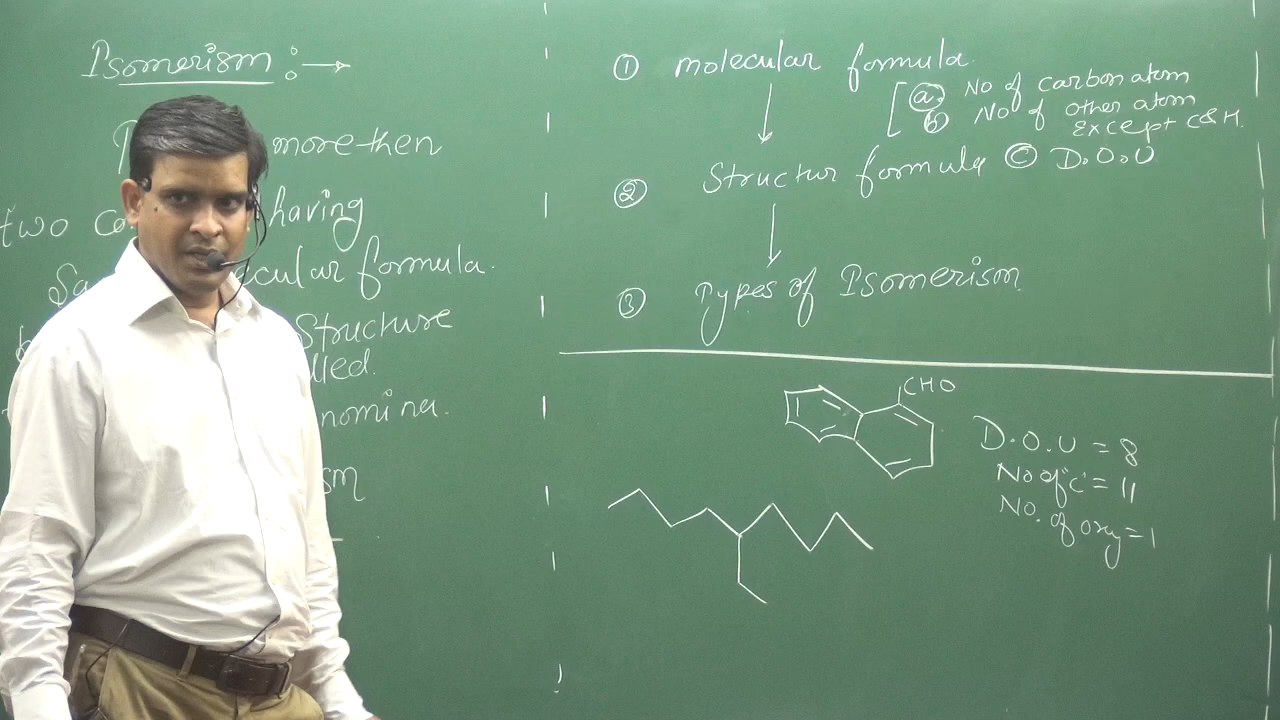 Isomerism :→
more then
two co having
Sa cular formula.
Structure
lled.
nomina.
sm
① molecular formula.
ⓐ No of carbon atom
ⓑ No of other atom
Except C & H.
② Structur formula ⓒ D.O.U
③ Types of Isomerism
CHO
D.O.U = 8
No of "C" = 11
No. of oxy = 1